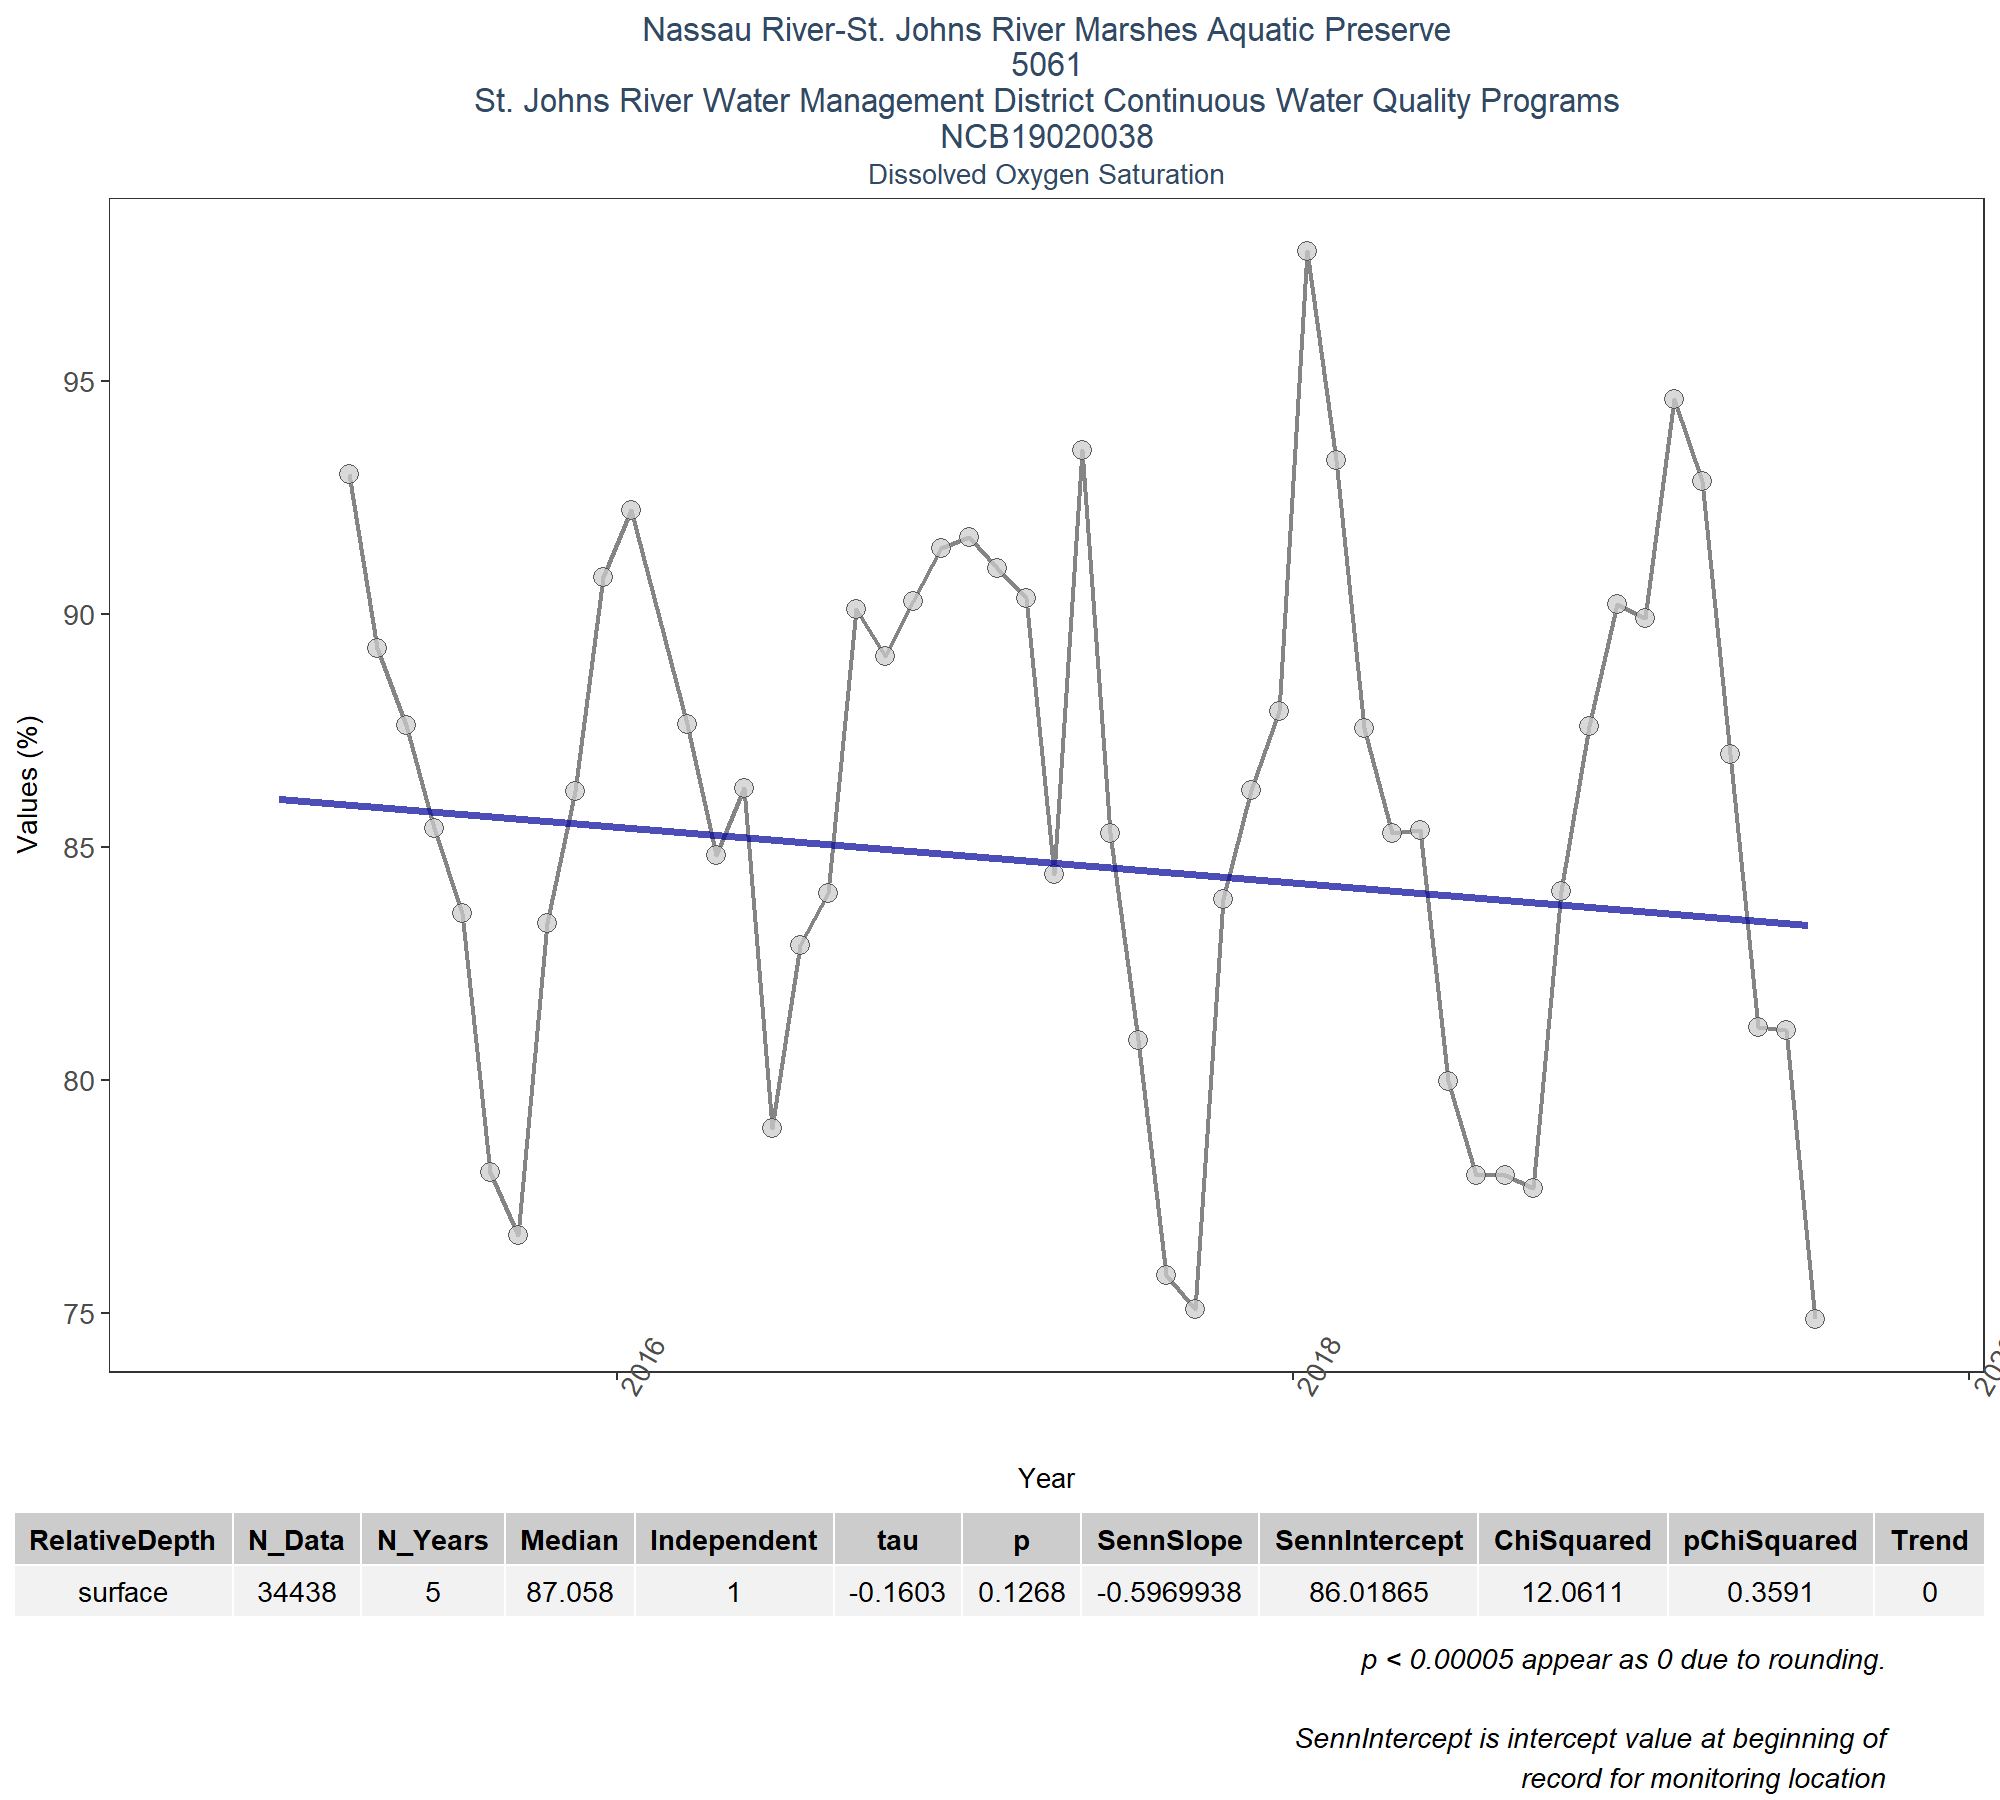 Nassau River-St. Johns River Marshes Aquatic Preserve
5061
St. Johns River Water Management District Continuous Water Quality Programs
NCB19020038
Dissolved Oxygen Saturation
Values (%)
95
90
85
80
75
2016
2018
Year
RelativeDepth N_Data N_Years Median Independent tau p SennSlope SennIntercept ChiSquared pChiSquared Trend
surface 34438 5 87.058 1 -0.1603 0.1268 -0.5969938 86.01865 12.0611 0.3591 0
p < 0.00005 appear as 0 due to rounding.
SennIntercept is intercept value at beginning of
record for monitoring location